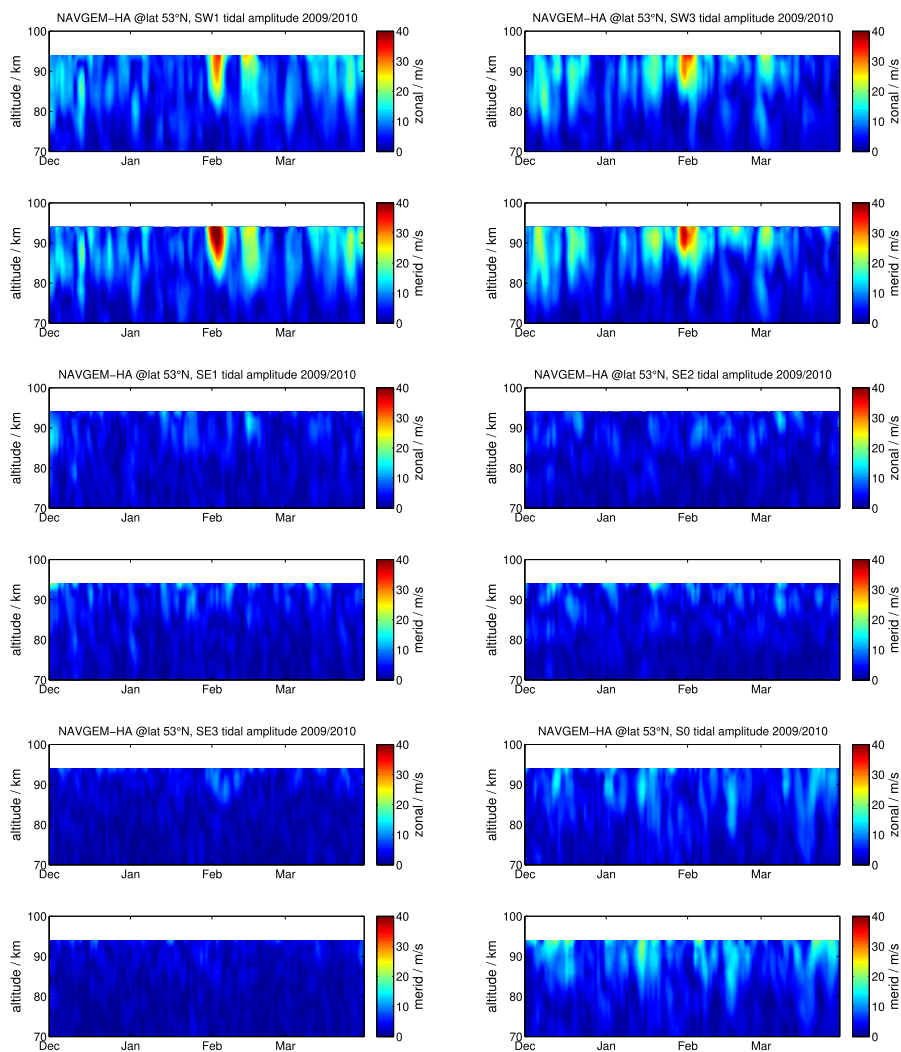 NAVGEM−HA @lat 53°N, SW1 tidal amplitude 2009/2010
100
90
80
70
altitude / km
Dec
Jan
Feb
Mar
40
30
20
10
0
zonal / m/s
NAVGEM−HA @lat 53°N, SW3 tidal amplitude 2009/2010
100
90
80
70
altitude / km
Dec
Jan
Feb
Mar
40
30
20
10
0
zonal / m/s
100
90
80
70
altitude / km
Dec
Jan
Feb
Mar
40
30
20
10
0
merid / m/s
100
90
80
70
altitude / km
Dec
Jan
Feb
Mar
40
30
20
10
0
merid / m/s
NAVGEM−HA @lat 53°N, SE1 tidal amplitude 2009/2010
100
90
80
70
altitude / km
Dec
Jan
Feb
Mar
40
30
20
10
0
zonal / m/s
NAVGEM−HA @lat 53°N, SE2 tidal amplitude 2009/2010
100
90
80
70
altitude / km
Dec
Jan
Feb
Mar
40
30
20
10
0
zonal / m/s
100
90
80
70
altitude / km
Dec
Jan
Feb
Mar
40
30
20
10
0
merid / m/s
100
90
80
70
altitude / km
Dec
Jan
Feb
Mar
40
30
20
10
0
merid / m/s
NAVGEM−HA @lat 53°N, SE3 tidal amplitude 2009/2010
100
90
80
70
altitude / km
Dec
Jan
Feb
Mar
40
30
20
10
0
zonal / m/s
NAVGEM−HA @lat 53°N, S0 tidal amplitude 2009/2010
100
90
80
70
altitude / km
Dec
Jan
Feb
Mar
40
30
20
10
0
zonal / m/s
100
90
80
70
altitude / km
Dec
Jan
Feb
Mar
40
30
20
10
0
merid / m/s
100
90
80
70
altitude / km
Dec
Jan
Feb
Mar
40
30
20
10
0
merid / m/s